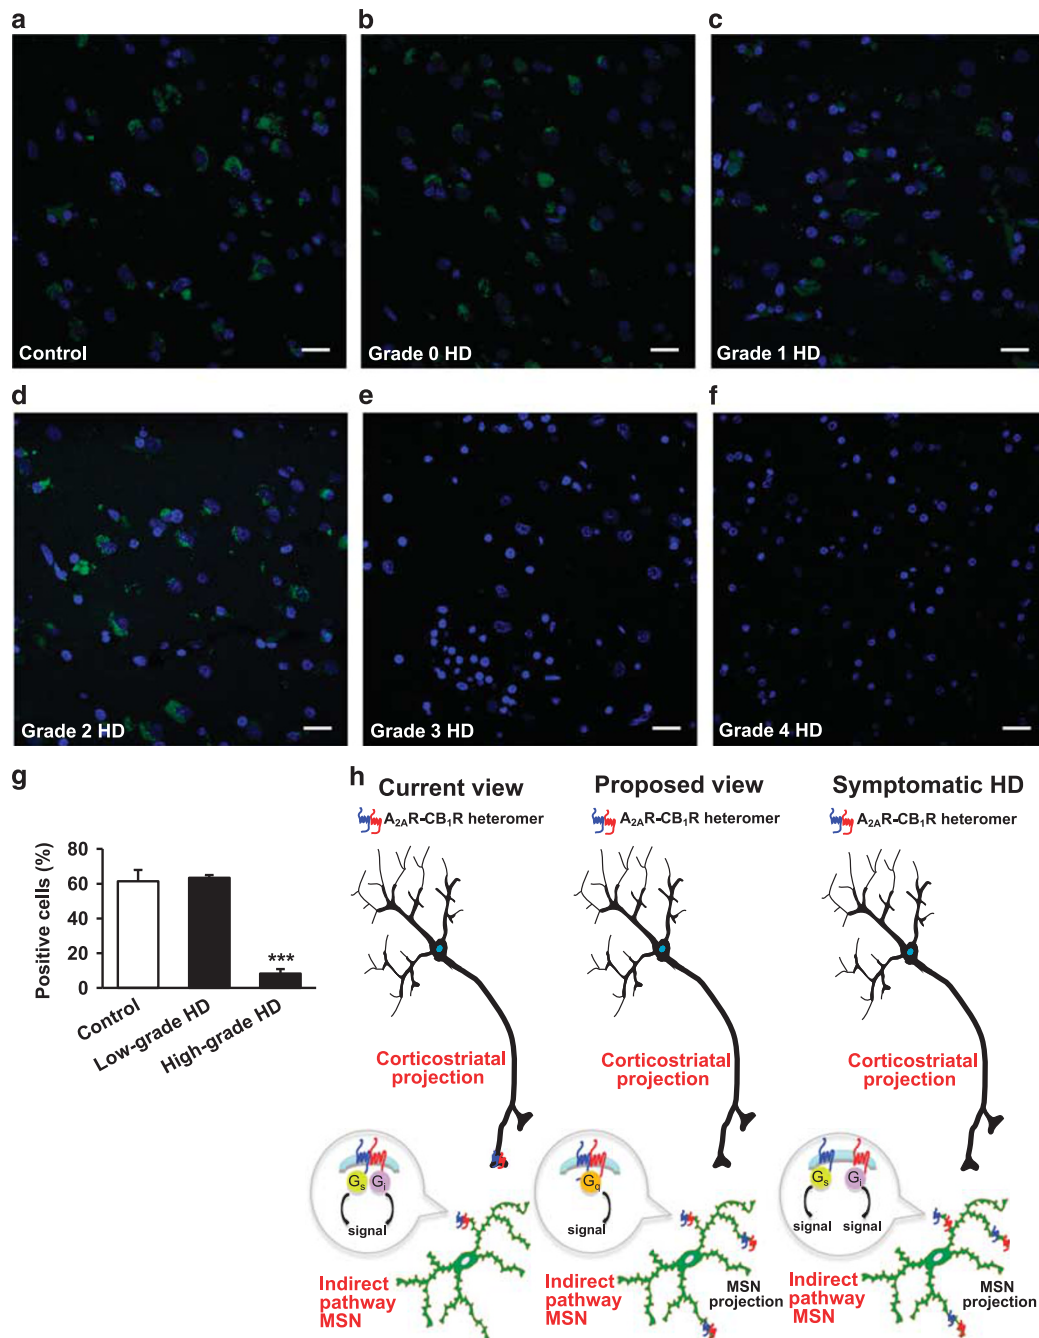 a
b
c
Control
Grade 0 HD
Grade 1 HD
d
e
f
Grade 2 HD
Grade 3 HD
Grade 4 HD
g
Positive cells (%)
80
60
40
20
0
***
Control
Low-grade HD
High-grade HD
h
Current view
Proposed view
Symptomatic HD
A2AR-CB1R heteromer
A2AR-CB1R heteromer
A2AR-CB1R heteromer
Corticostriatal
projection
Corticostriatal
projection
Corticostriatal
projection
Gs
Gi
signal
Gq
signal
Gs
Gi
signal
signal
Indirect
pathway
MSN
Indirect
pathway
MSN
MSN
projection
Indirect
pathway
MSN
MSN
projection